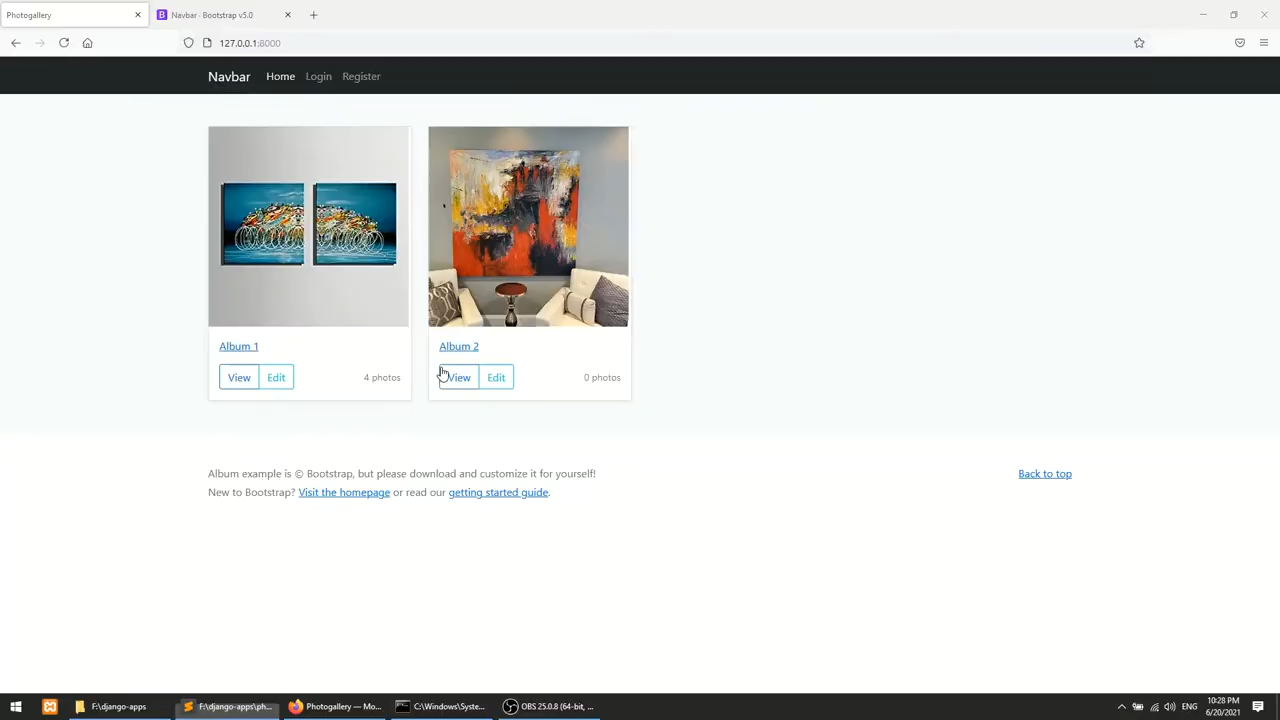 Photogallery
Navbar · Bootstrap v5.0
127.0.0.1:8000
Navbar Home Login Register
Album 1
View Edit 4 photos
Album 2
View Edit 0 photos
Album example is © Bootstrap, but please download and customize it for yourself!
New to Bootstrap? Visit the homepage or read our getting started guide.
Back to top
F:\django-apps
F:\django-apps\ph...
Photogallery — Mo...
C:\Windows\Syste...
OBS 25.0.8 (64-bit, ...
ENG
10:28 PM
6/20/2021